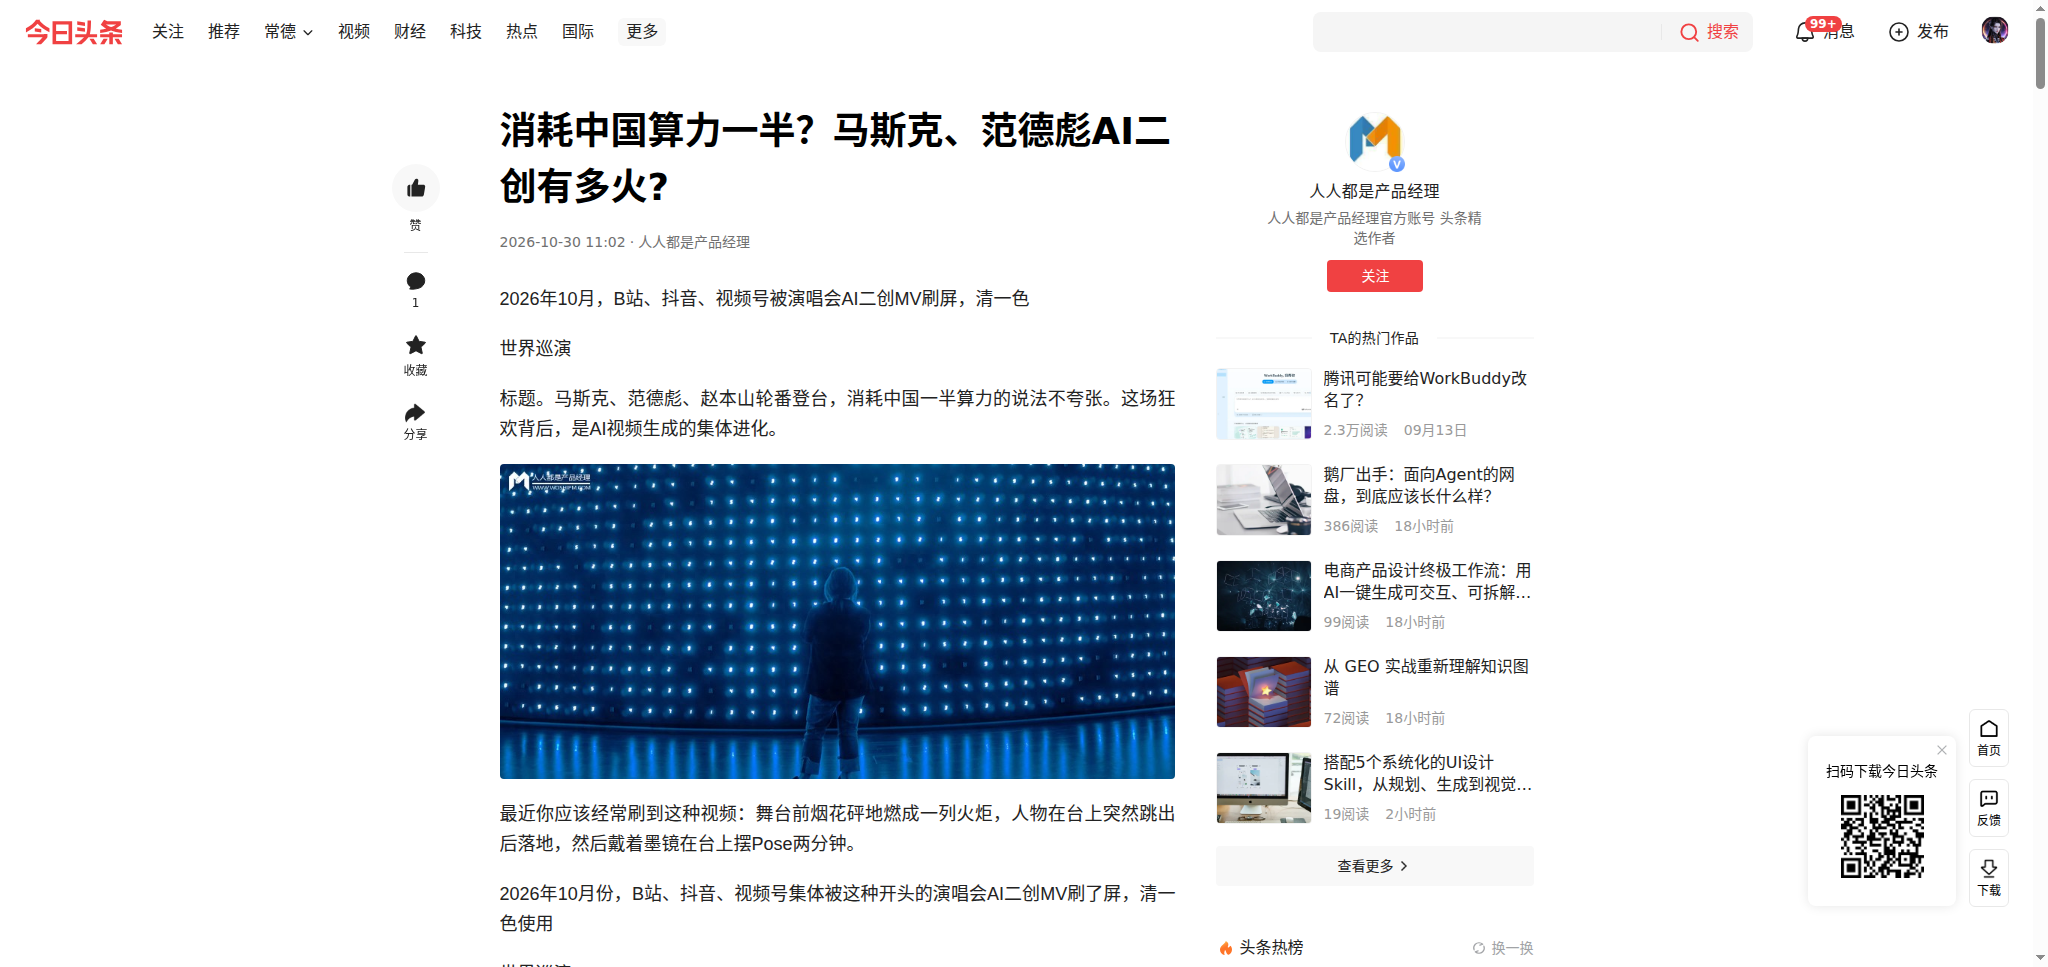 今日头条
关注 推荐 常德 视频 财经 科技 热点 国际 更多
搜索
99+
消息
发布
消耗中国算力一半？马斯克、范德彪AI二
创有多火？
2026-10-30 11:02 · 人人都是产品经理
赞
1
收藏
分享
2026年10月，B站、抖音、视频号被演唱会AI二创MV刷屏，清一色
世界巡演
标题。马斯克、范德彪、赵本山轮番登台，消耗中国一半算力的说法不夸张。这场狂
欢背后，是AI视频生成的集体进化。
人人都是产品经理
WWW.WOSHIPM.COM
最近你应该经常刷到这种视频：舞台前烟花砰地燃成一列火炬，人物在台上突然跳出
后落地，然后戴着墨镜在台上摆Pose两分钟。
2026年10月份，B站、抖音、视频号集体被这种开头的演唱会AI二创MV刷了屏，清一
色使用
世界巡演
人人都是产品经理
人人都是产品经理官方账号 头条精
选作者
关注
TA的热门作品
腾讯可能要给WorkBuddy改
名了？
2.3万阅读 09月13日
鹅厂出手：面向Agent的网
盘，到底应该长什么样？
386阅读 18小时前
电商产品设计终极工作流：用
AI一键生成可交互、可拆解...
99阅读 18小时前
从 GEO 实战重新理解知识图
谱
72阅读 18小时前
搭配5个系统化的UI设计
Skill，从规划、生成到视觉...
19阅读 2小时前
查看更多
头条热榜
换一换
扫码下载今日头条
首页
反馈
下载